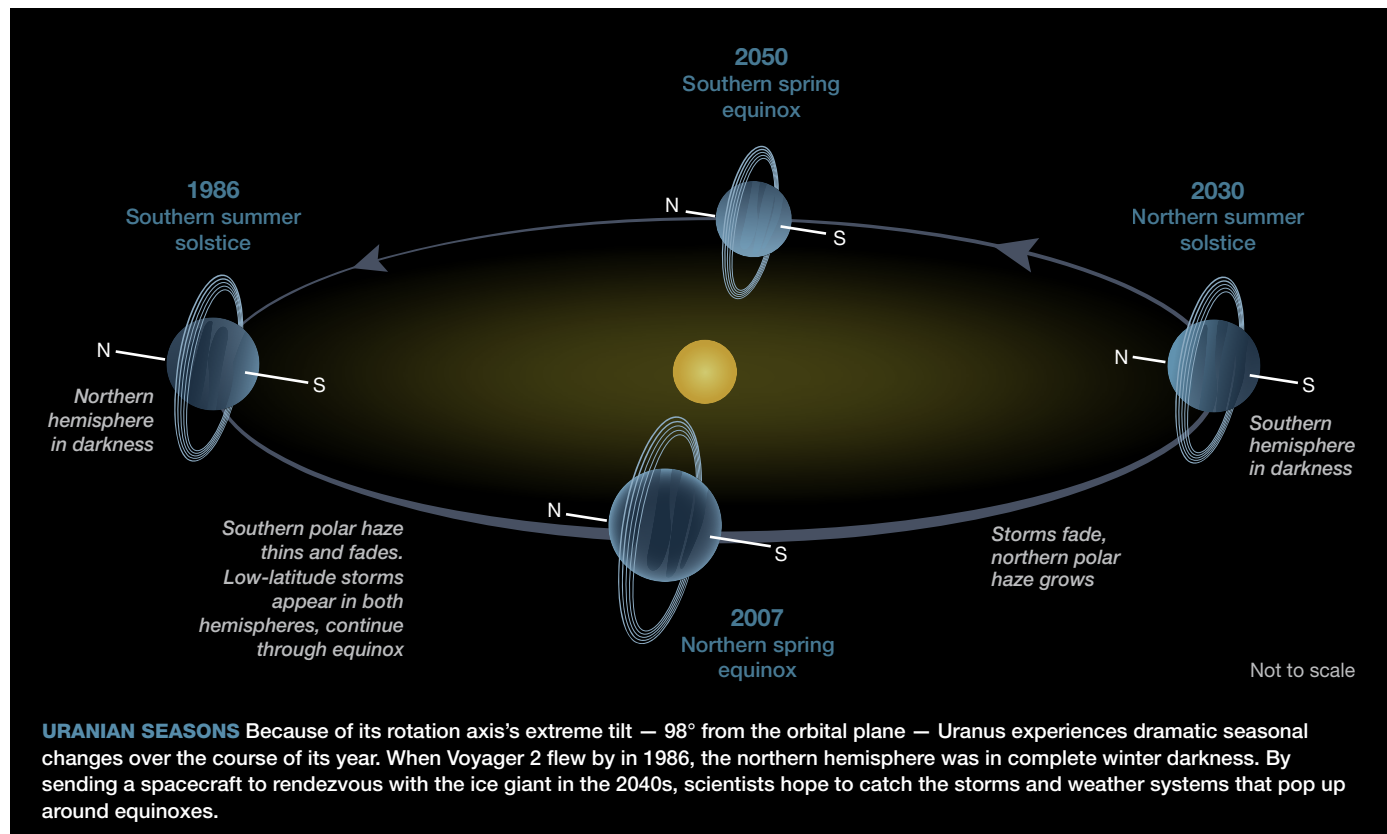 2050
Southern spring
equinox
1986
Southern summer
solstice
2030
Northern summer
solstice
N
S
N
S
Northern
hemisphere
in darkness
N
S
Southern
hemisphere
in darkness
N
S
Southern polar haze
thins and fades.
Low-latitude storms
appear in both
hemispheres, continue
through equinox
Storms fade,
northern polar
haze grows
2007
Northern spring
equinox
Not to scale
URANIAN SEASONS Because of its rotation axis’s extreme tilt — 98° from the orbital plane — Uranus experiences dramatic seasonal
changes over the course of its year. When Voyager 2 flew by in 1986, the northern hemisphere was in complete winter darkness. By
sending a spacecraft to rendezvous with the ice giant in the 2040s, scientists hope to catch the storms and weather systems that pop up
around equinoxes.